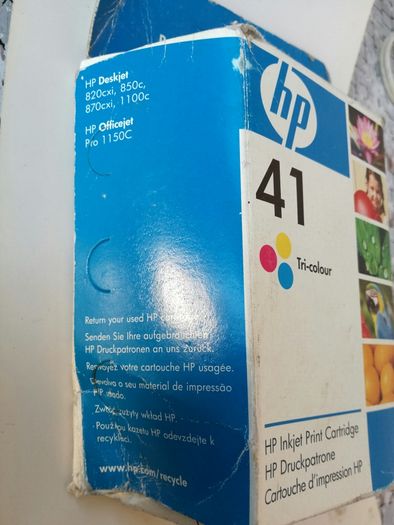 HP Deskjet
820cxi, 850c,
870cxi, 1100c
HP Officejet
Pro 1150C
Return your used HP cartridge.
Senden Sie Ihre aufgebrauchten
HP Druckpatronen an uns zurück.
Renvoyez votre cartouche HP usagée.
Devolva o seu material de impressão
HP usado.
Zwróć zużyty wkład HP.
Použitou kazetu HP odevzdejte k
recyklaci.
www.hp.com/recycle
hp
41
Tri-colour
HP Inkjet Print Cartridge
HP Druckpatrone
Cartouche d'impression HP